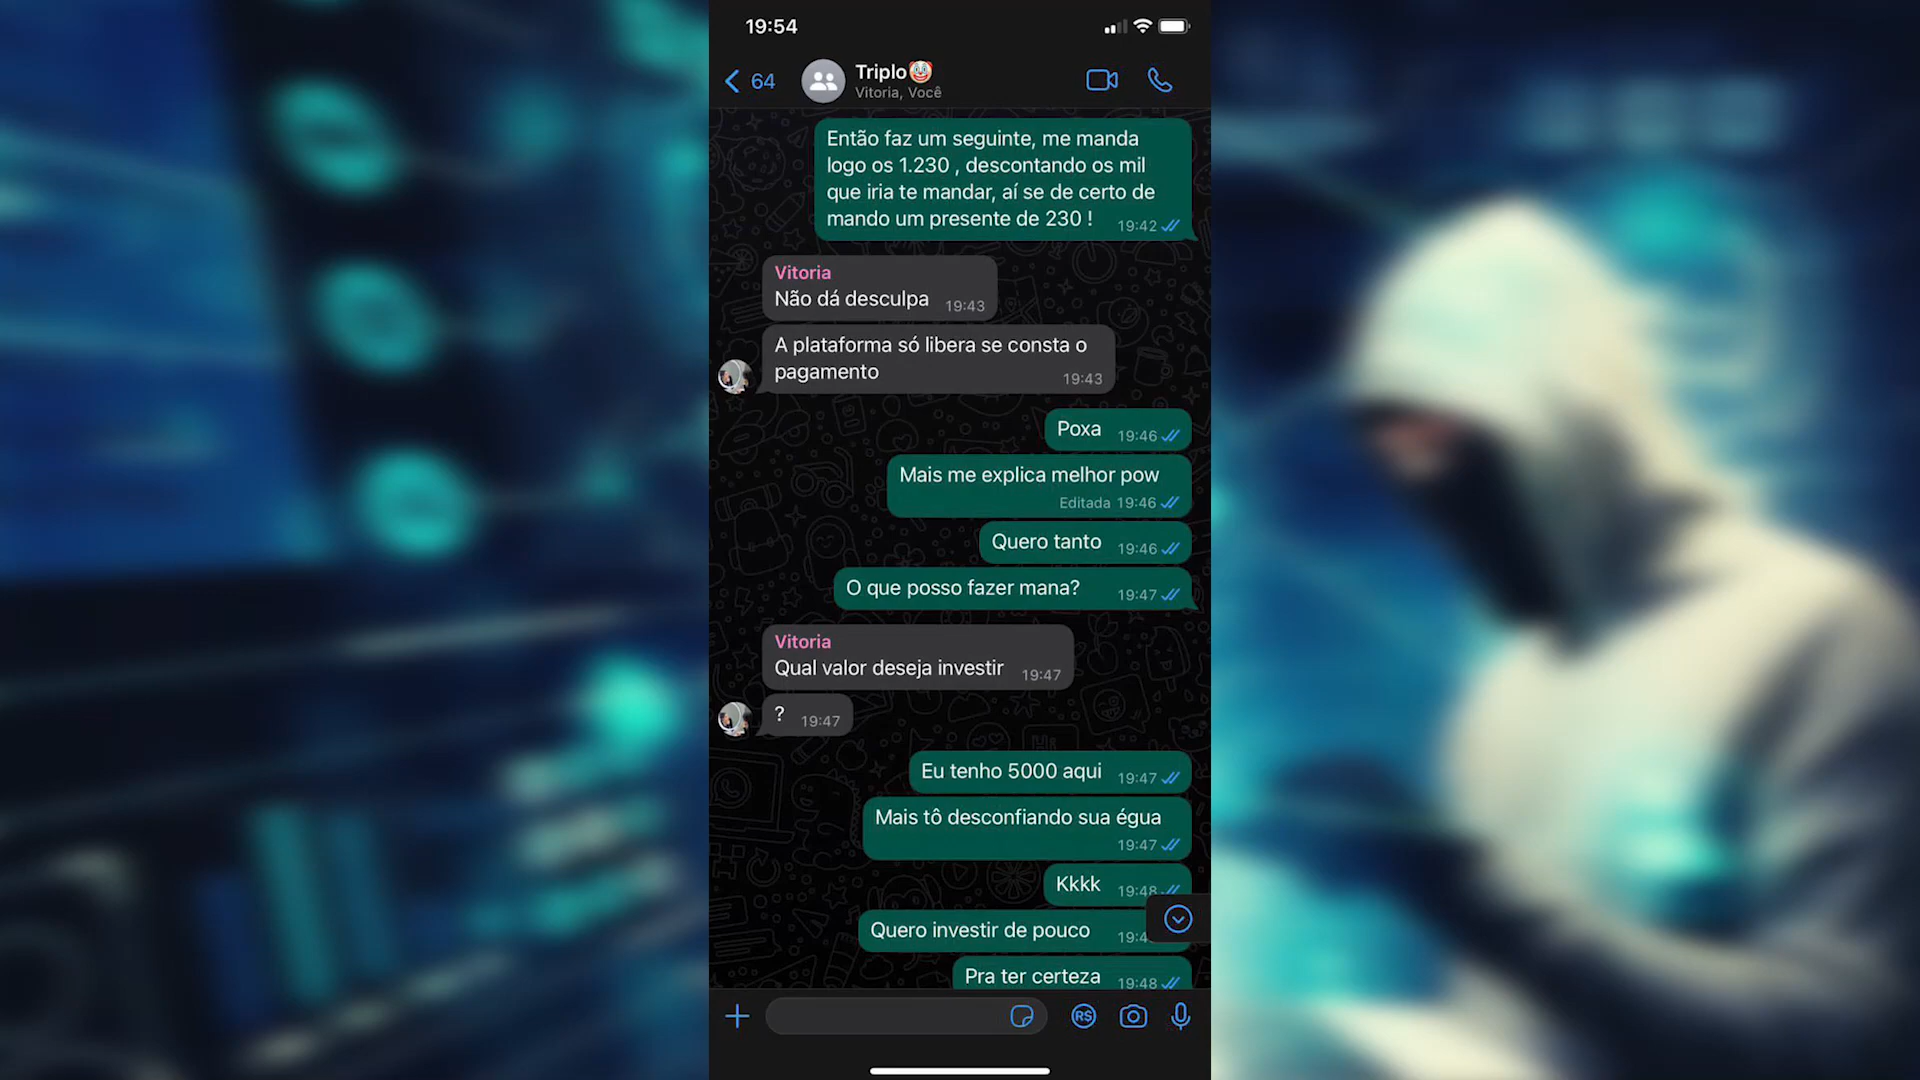 19:54
64
Triplo🤡
Vitoria, Você
Então faz um seguinte, me manda
logo os 1.230 , descontando os mil
que iria te mandar, aí se de certo de
mando um presente de 230 !
19:42
Vitoria
Não dá desculpa
19:43
A plataforma só libera se consta o
pagamento
19:43
Poxa
19:46
Mais me explica melhor pow
Editada 19:46
Quero tanto
19:46
O que posso fazer mana?
19:47
Vitoria
Qual valor deseja investir
19:47
?
19:47
Eu tenho 5000 aqui
19:47
Mais tô desconfiando sua égua
19:47
Kkkk
19:48
Quero investir de pouco
Pra ter certeza
19:48
R$